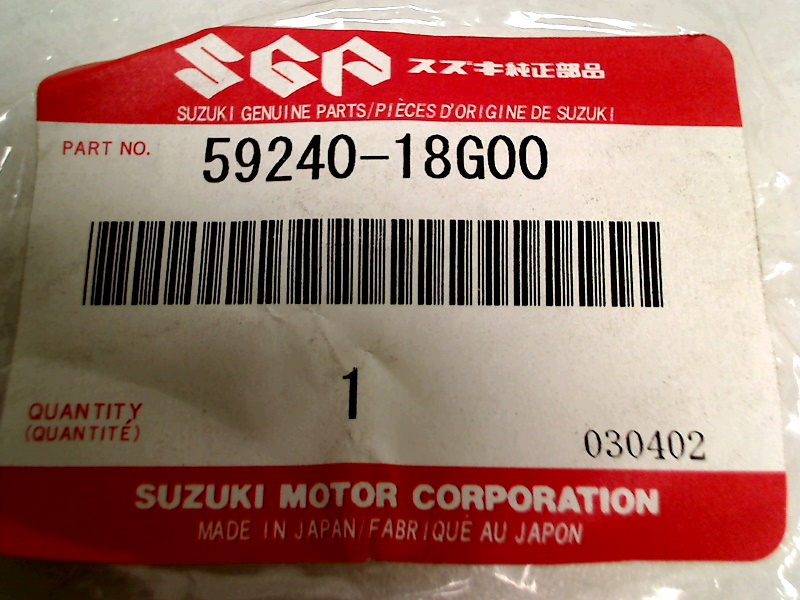 SGP スズキ純正部品
SUZUKI GENUINE PARTS/PIÈCES D'ORIGINE DE SUZUKI
PART NO. 59240-18G00
1
QUANTITY
(QUANTITÉ)
030402
SUZUKI MOTOR CORPORATION
MADE IN JAPAN/FABRIQUÉ AU JAPON